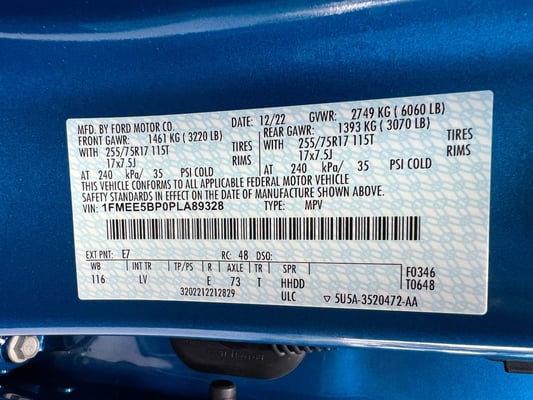 MFD. BY FORD MOTOR CO.
DATE: 12/22 GVWR: 2749 KG ( 6060 LB)
FRONT GAWR: 1461 KG ( 3220 LB) REAR GAWR: 1393 KG ( 3070 LB)
WITH 255/75R17 115T TIRES WITH 255/75R17 115T TIRES
17x7.5J RIMS 17x7.5J RIMS
AT 240 kPa/ 35 PSI COLD AT 240 kPa/ 35 PSI COLD
THIS VEHICLE CONFORMS TO ALL APPLICABLE FEDERAL MOTOR VEHICLE
SAFETY STANDARDS IN EFFECT ON THE DATE OF MANUFACTURE SHOWN ABOVE.
VIN: 1FMEE5BP0PLA89328 TYPE: MPV
EXT PNT: E7 RC: 48 DSO: F0346
WB INT TR TP/PS R AXLE TR SPR T0648
116 LV E 73 T HHDD
3202212212829 ULC ▽ 5U5A-3520472-AA